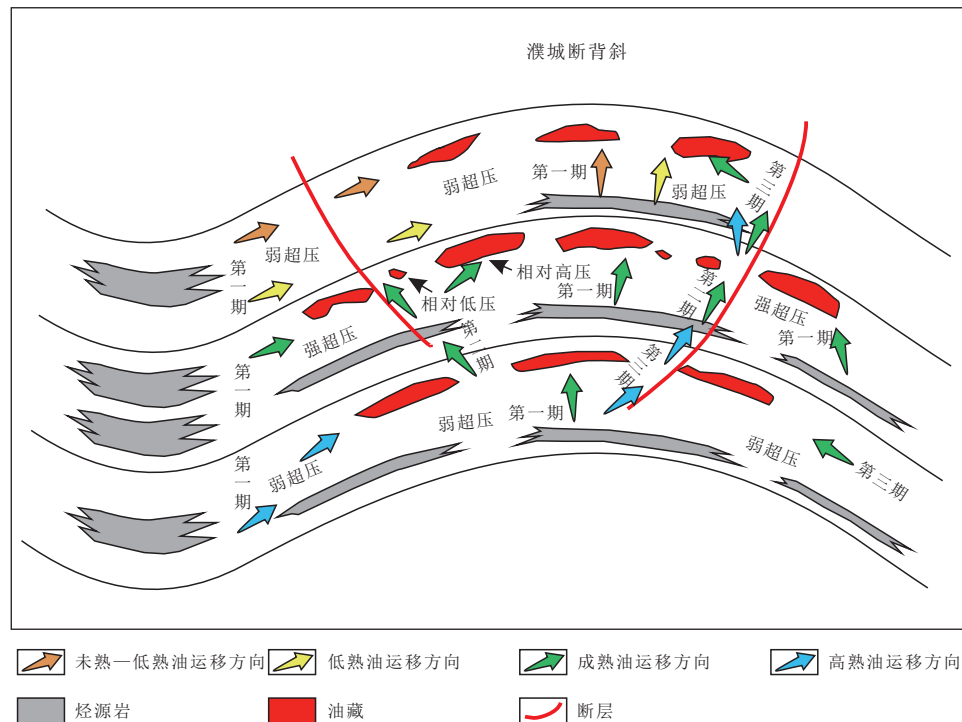 濮城断背斜
第一期
弱超压
弱超压
第三期
弱超压
第一期
相对高压
相对低压
第一期
第二期
强超压
第一期
强超压
第一期
第二期
第三期
第一期
弱超压
弱超压
第三期
第一期
弱超压
未熟—低熟油运移方向
低熟油运移方向
成熟油运移方向
高熟油运移方向
烃源岩
油藏
断层